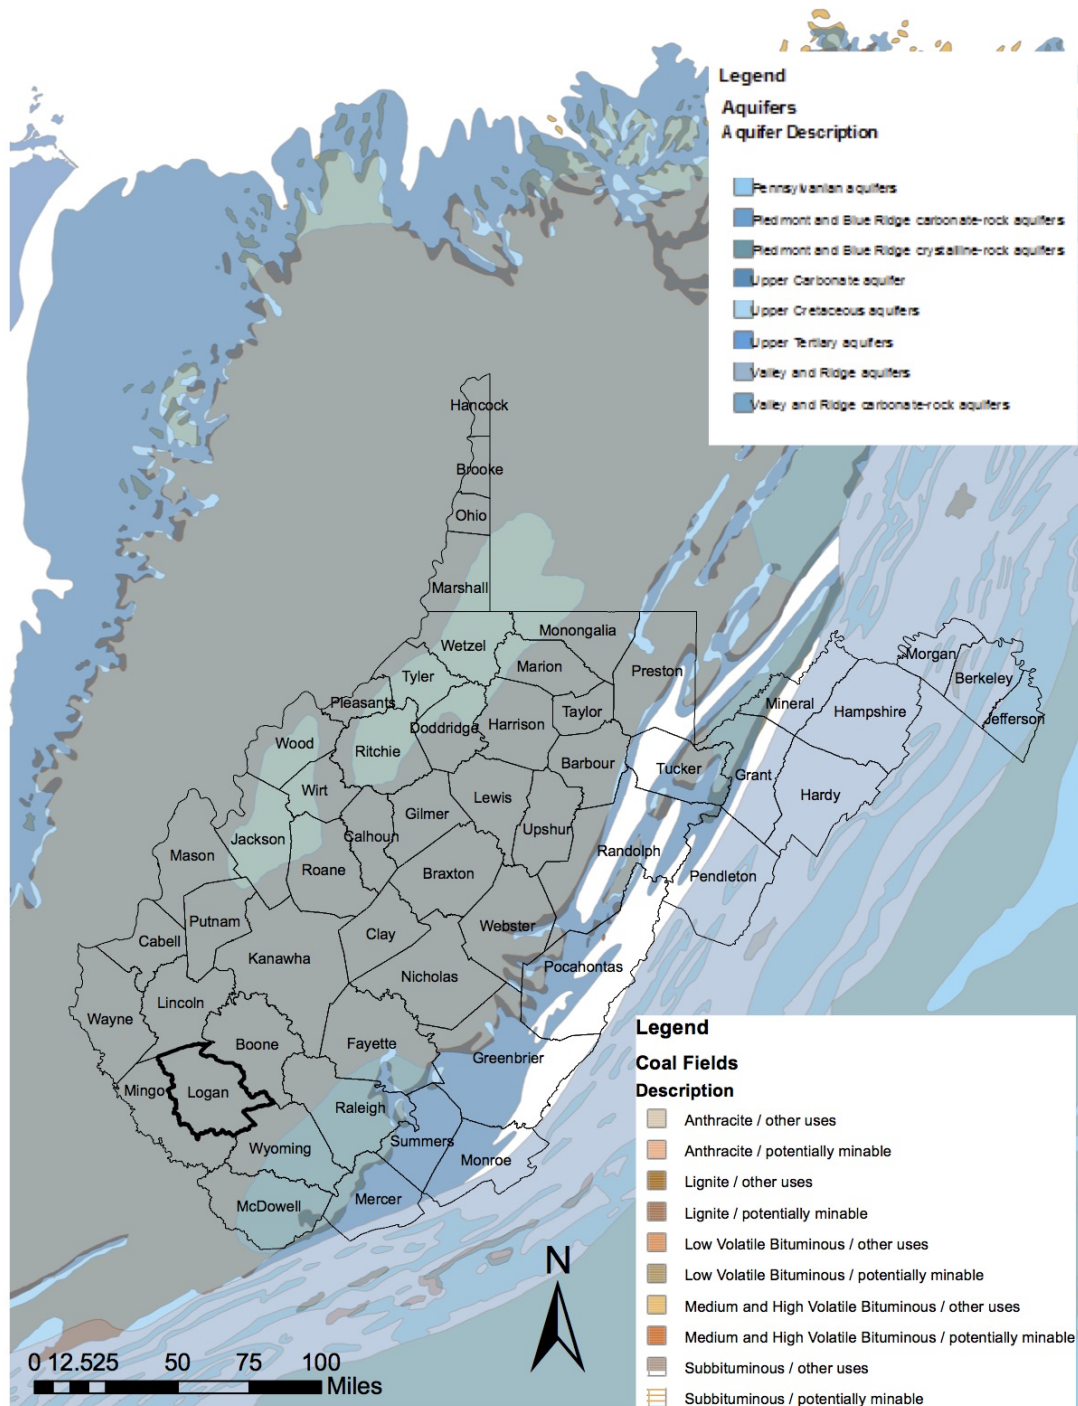 Legend
Aquifers
Aquifer Description
Pennsylvanian aquifers
Piedmont and Blue Ridge carbonate-rock aquifers
Piedmont and Blue Ridge crystalline-rock aquifers
Upper Carbonate aquifer
Upper Cretaceous aquifers
Upper Tertiary aquifers
Valley and Ridge aquifers
Valley and Ridge carbonate-rock aquifers
Hancock
Brooke
Ohio
Marshall
Wetzel
Monongalia
Marion
Preston
Morgan
Berkeley
Jefferson
Tyler
Pleasants
Doddridge
Harrison
Taylor
Mineral
Hampshire
Wood
Ritchie
Barbour
Tucker
Grant
Hardy
Wirt
Lewis
Gilmer
Upshur
Calhoun
Jackson
Mason
Roane
Braxton
Randolph
Pendleton
Putnam
Cabell
Clay
Webster
Kanawha
Nicholas
Pocahontas
Lincoln
Wayne
Boone
Fayette
Greenbrier
Mingo
Logan
Raleigh
Wyoming
Summers
Monroe
McDowell
Mercer
Legend
Coal Fields
Description
Anthracite / other uses
Anthracite / potentially minable
Lignite / other uses
Lignite / potentially minable
Low Volatile Bituminous / other uses
Low Volatile Bituminous / potentially minable
Medium and High Volatile Bituminous / other uses
Medium and High Volatile Bituminous / potentially minable
Subbituminous / other uses
Subbituminous / potentially minable
N
0 12.525 50 75 100
Miles